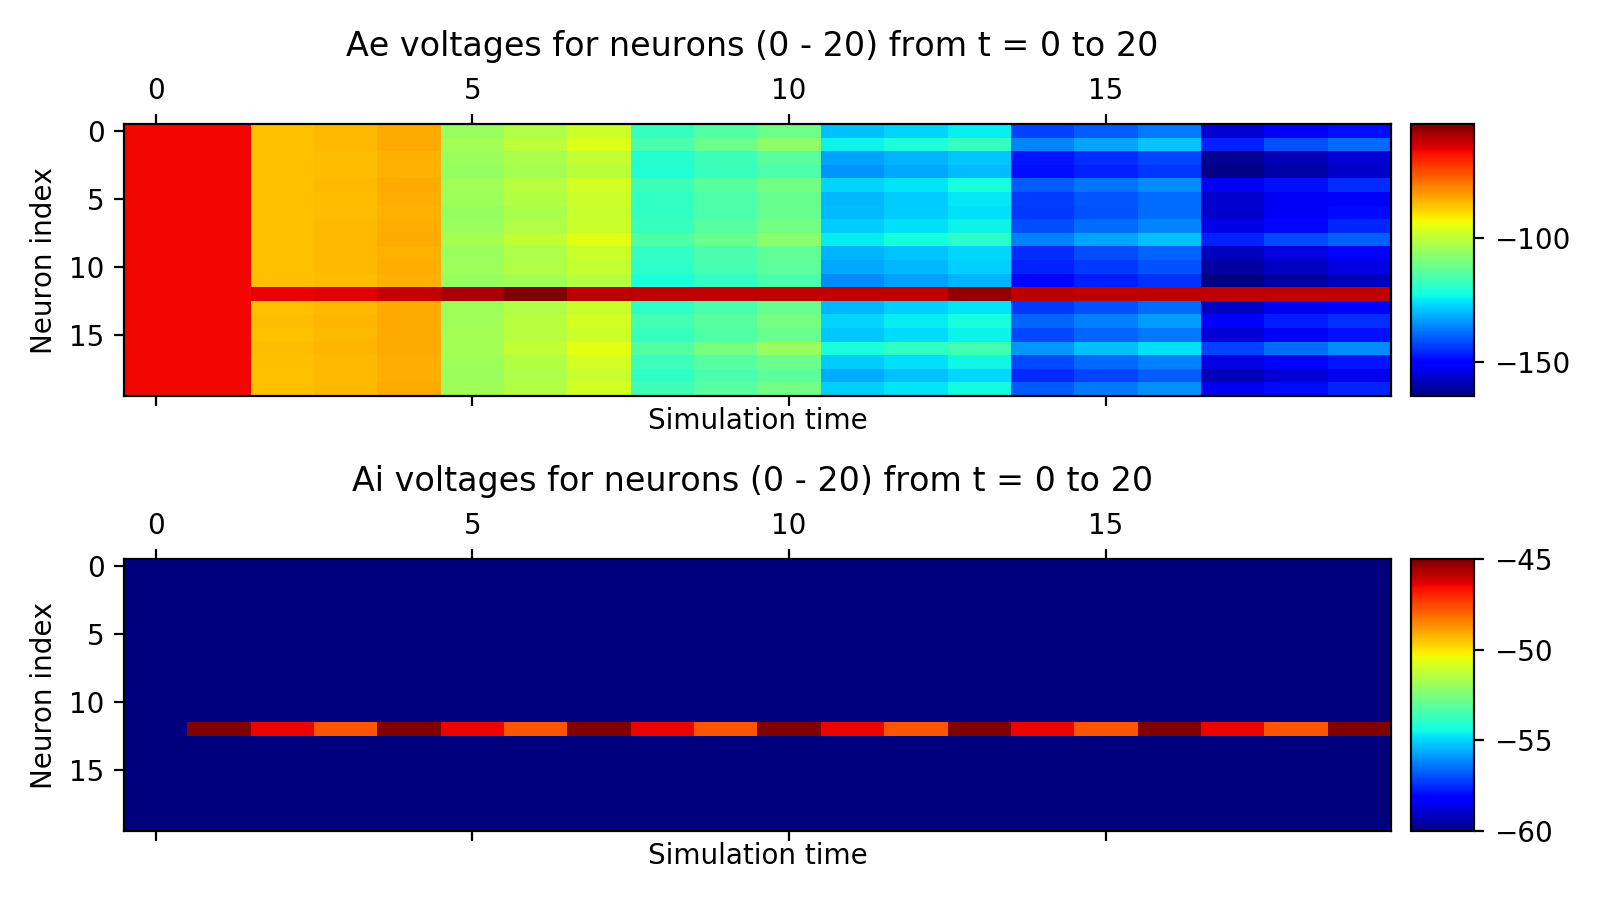 Ae voltages for neurons (0 - 20) from t = 0 to 20
0 5 10 15
Neuron index
0
5
10
15
−100
−150
Simulation time
Ai voltages for neurons (0 - 20) from t = 0 to 20
0 5 10 15
Neuron index
0
5
10
15
−45
−50
−55
−60
Simulation time